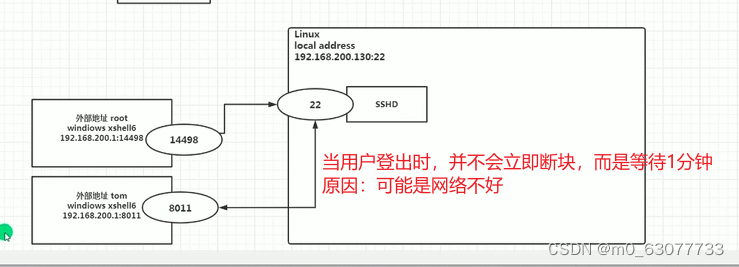 Linux
local address
192.168.200.130:22
22
SSHD
外部地址 root
windows xshell6
192.168.200.1:14498
14498
当用户登出时，并不会立即断块，而是等待1分钟
原因：可能是网络不好
外部地址 tom
windows xshell6
192.168.200.1:8011
8011
CSDN @m0_63077733